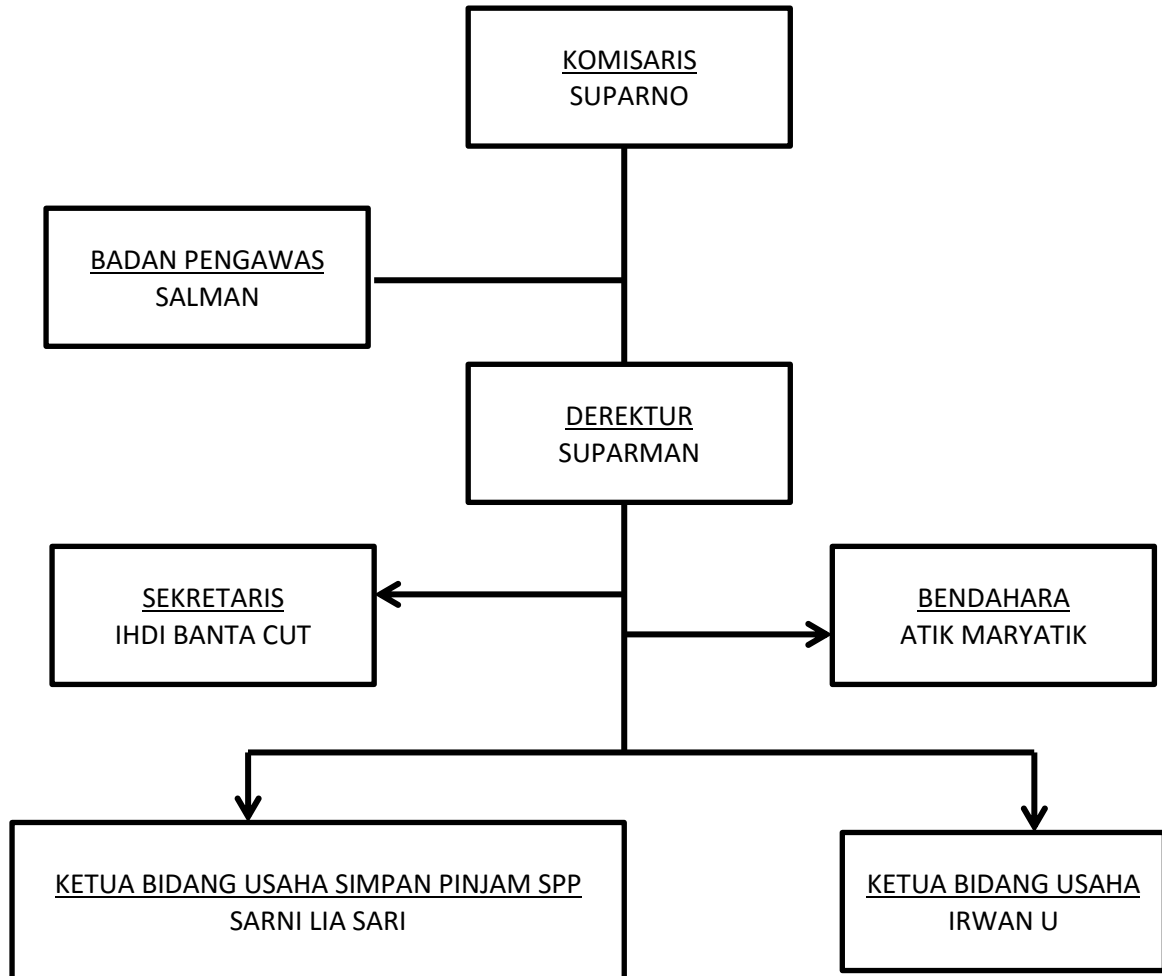 KOMISARIS
SUPARNO
BADAN PENGAWAS
SALMAN
DEREKTUR
SUPARMAN
SEKRETARIS
IHDI BANTA CUT
BENDAHARA
ATIK MARYATIK
KETUA BIDANG USAHA SIMPAN PINJAM SPP
SARNI LIA SARI
KETUA BIDANG USAHA
IRWAN U